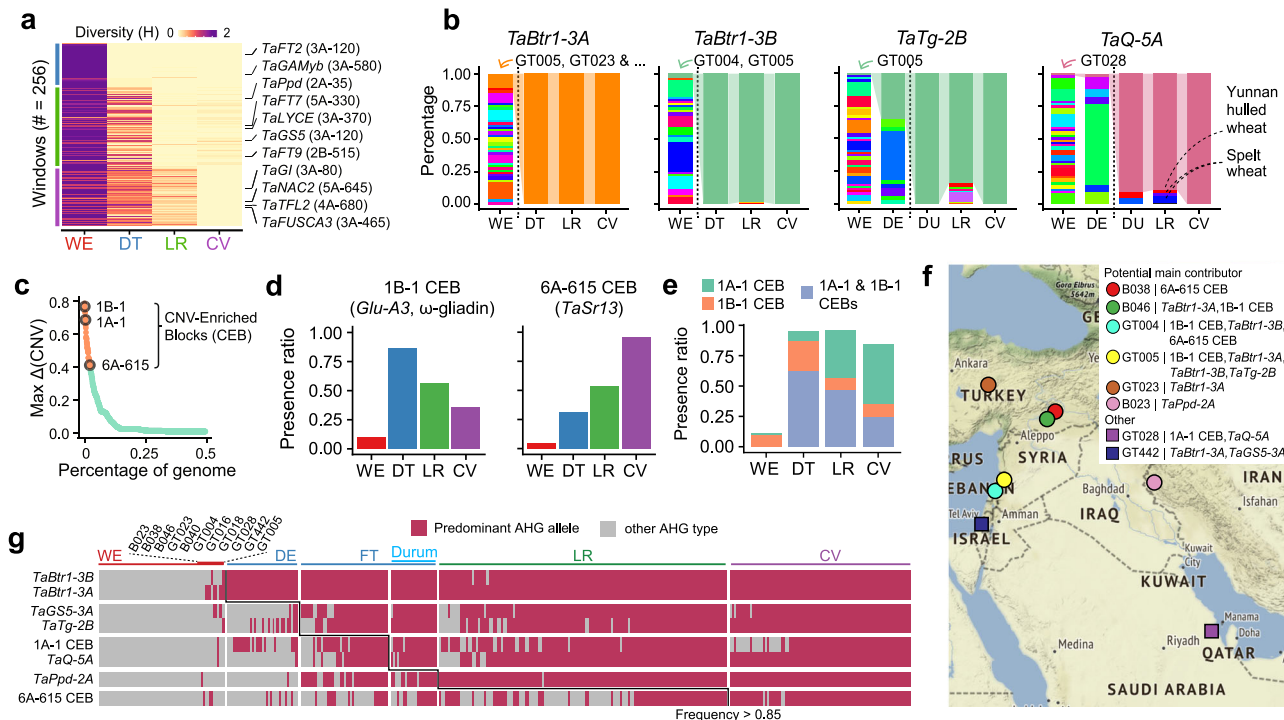 a
Diversity (H) 0 2
Windows (# = 256)
TaFT2 (3A-120)
TaGAMyb (3A-580)
TaPpd (2A-35)
TaFT7 (5A-330)
TaLYCE (3A-370)
TaGS5 (3A-120)
TaFT9 (2B-515)
TaGI (3A-80)
TaNAC2 (5A-645)
TaTFL2 (4A-680)
TaFUSCA3 (3A-465)
WE DT LR CV
b
TaBtr1-3A TaBtr1-3B TaTg-2B TaQ-5A
GT005, GT023 & ... GT004, GT005 GT005 GT028
Percentage
1.00
0.75
0.50
0.25
0.00
WE DT LR CV WE DT LR CV WE DE DU LR CV WE DE DU LR CV
Yunnan
hulled
wheat
Spelt
wheat
c
Max Δ(CNV)
0.8
0.6
0.4
0.2
0.0
1B-1
1A-1
6A-615
CNV-Enriched
Blocks (CEB)
0 0.25 0.5
Percentage of genome
d
1B-1 CEB
(Glu-A3, ω-gliadin)
6A-615 CEB
(TaSr13)
Presence ratio
1.00
0.75
0.50
0.25
0.00
WE DT LR CV WE DT LR CV
e
1A-1 CEB
1B-1 CEB
1A-1 & 1B-1
CEBs
Presence ratio
1.00
0.75
0.50
0.25
0.00
WE DT LR CV
f
Potential main contributor
B038 | 6A-615 CEB
B046 | TaBtr1-3A,1B-1 CEB
GT004 | 1B-1 CEB,TaBtr1-3B,
6A-615 CEB
GT005 | 1B-1 CEB,TaBtr1-3A,
TaBtr1-3B,TaTg-2B
GT023 | TaBtr1-3A
B023 | TaPpd-2A
Other
GT028 | 1A-1 CEB,TaQ-5A
GT442 | TaBtr1-3A,TaGS5-3A
Gora Elbrus
5642m
Ankara
TURKEY
Aleppo
SYRIA
Baghdad
IRAN
Isfahan
Tel Aviv
Amman
IRAQ
ISRAEL
Kuwait
City
KUWAIT
Manama
Medina
Riyadh
Doha
QATAR
SAUDI ARABIA
g
Predominant AHG allele other AHG type
B023
B038
B046
GT023
B040
GT004
GT016
GT018
GT028
GT442
GT005
WE DE FT Durum LR CV
TaBtr1-3B
TaBtr1-3A
TaGS5-3A
TaTg-2B
1A-1 CEB
TaQ-5A
TaPpd-2A
6A-615 CEB
Frequency > 0.85